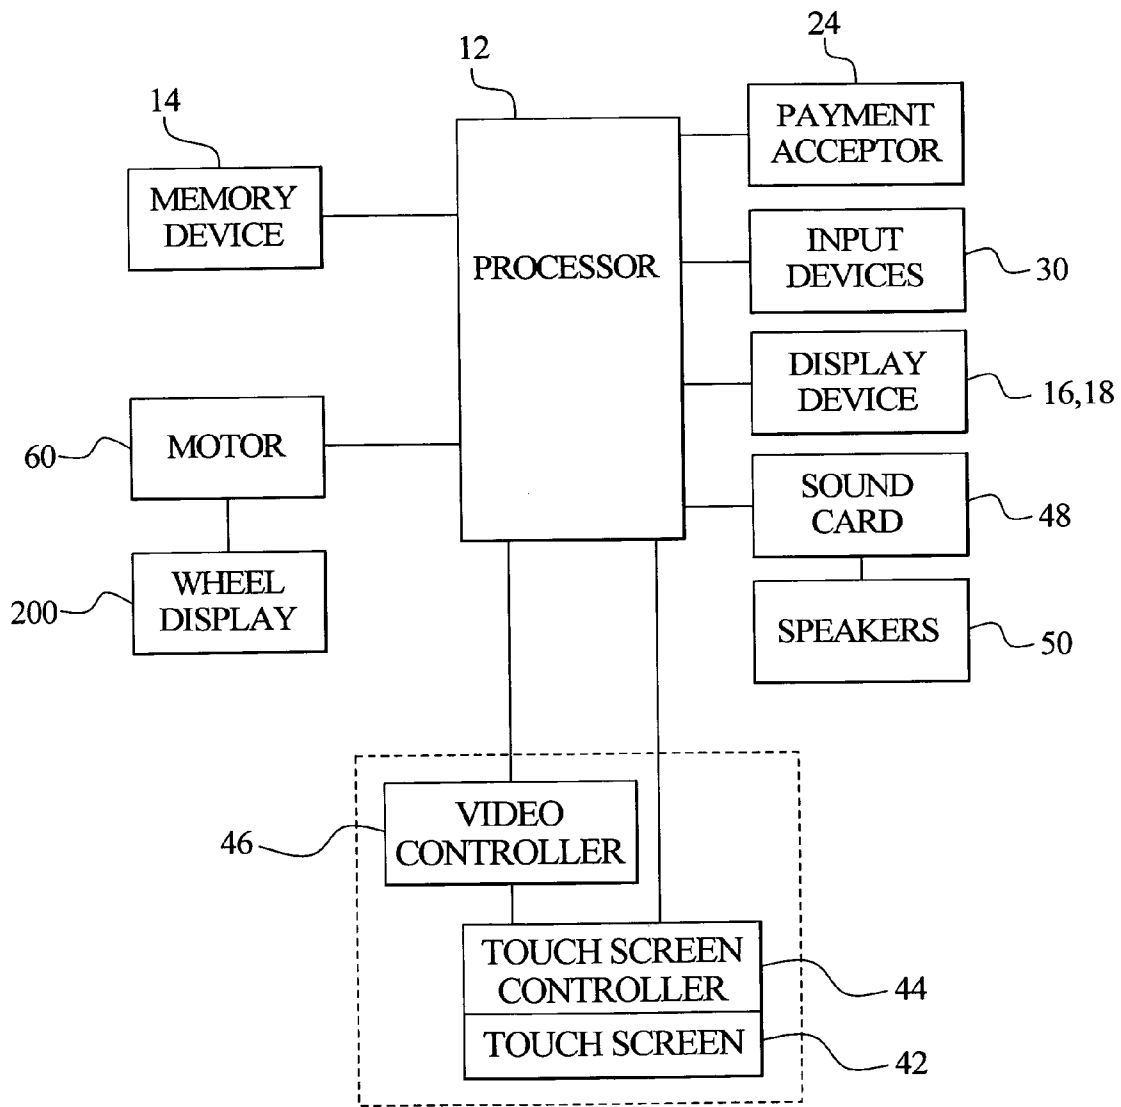 24
12
PAYMENT
ACCEPTOR
14
MEMORY
DEVICE
PROCESSOR
INPUT
DEVICES
30
DISPLAY
DEVICE
16,18
60
MOTOR
SOUND
CARD
48
200
WHEEL
DISPLAY
SPEAKERS
50
46
VIDEO
CONTROLLER
TOUCH SCREEN
CONTROLLER
44
TOUCH SCREEN
42